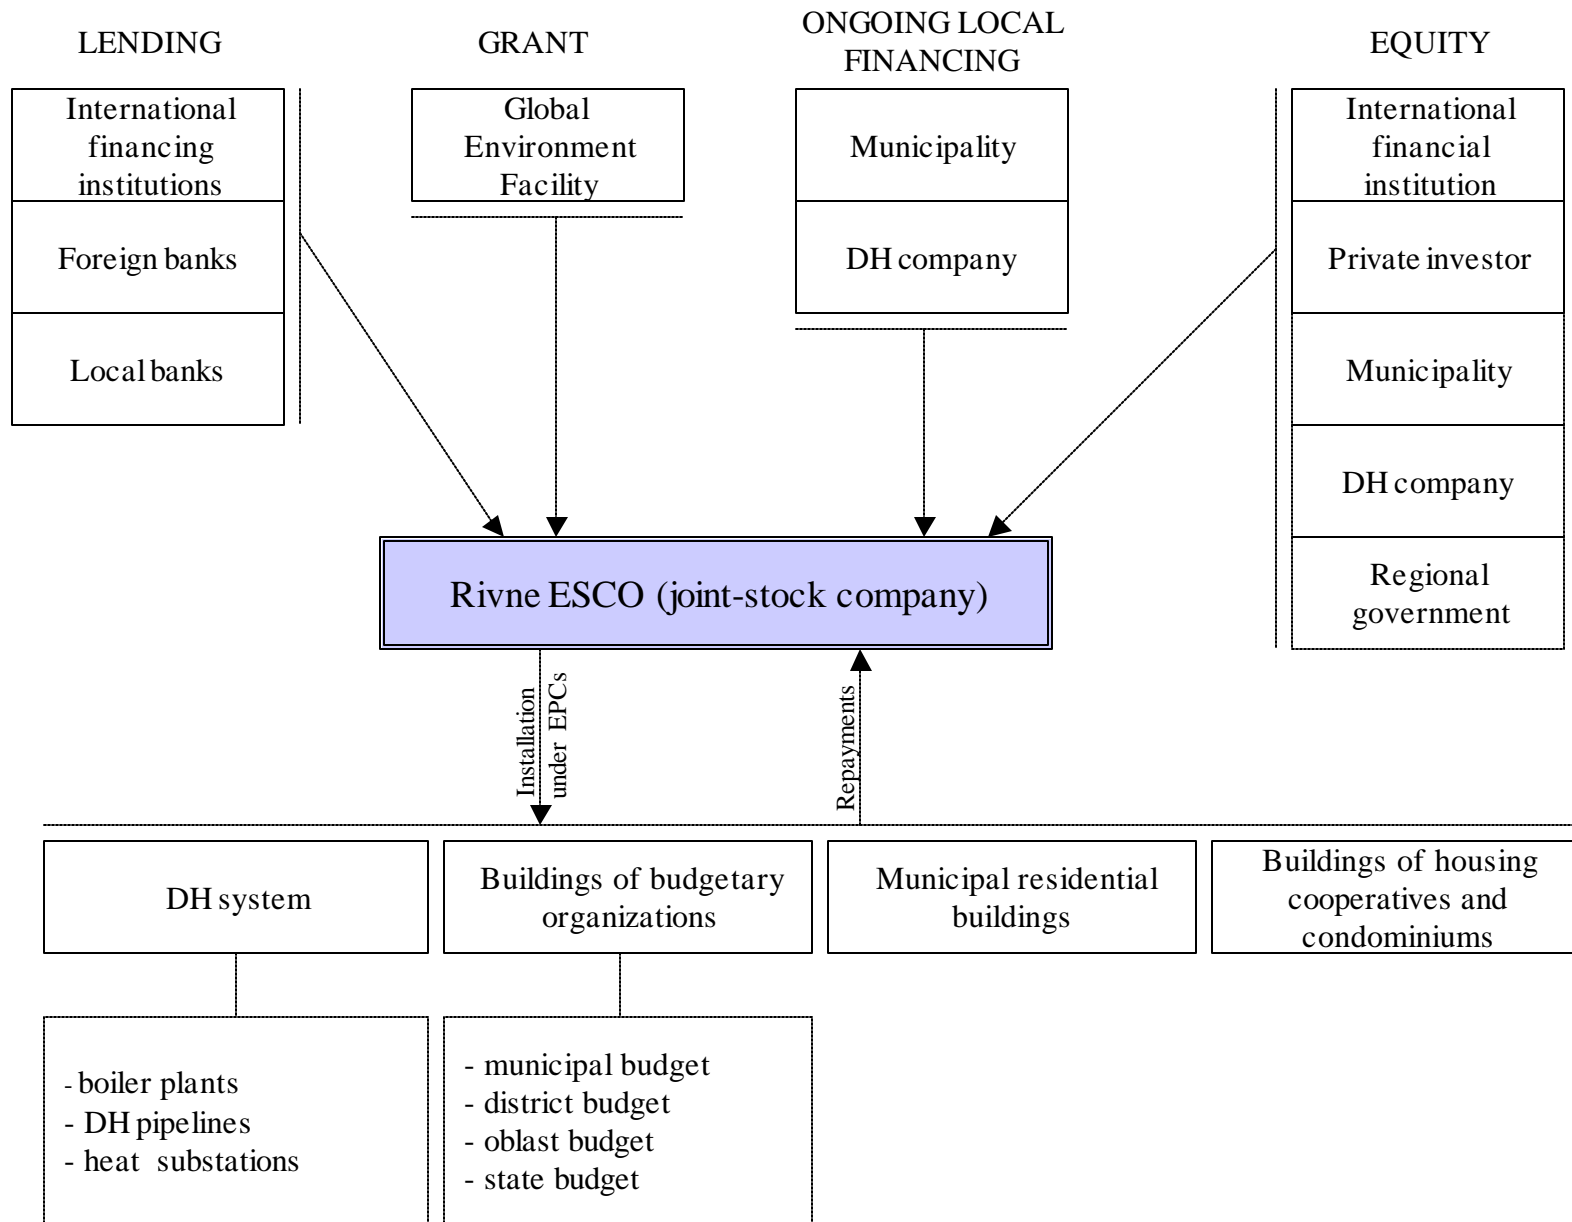 LENDING
GRANT
ONGOING LOCAL
FINANCING
EQUITY
International
financing
institutions
Foreign banks
Local banks
Global
Environment
Facility
Municipality
DH company
International
financial
institution
Private investor
Municipality
DH company
Regional
government
Rivne ESCO (joint-stock company)
Installation
under EPCs
Repayments
DH system
Buildings of budgetary
organizations
Municipal residential
buildings
Buildings of housing
cooperatives and
condominiums
- boiler plants
- DH pipelines
- heat substations
- municipal budget
- district budget
- oblast budget
- state budget